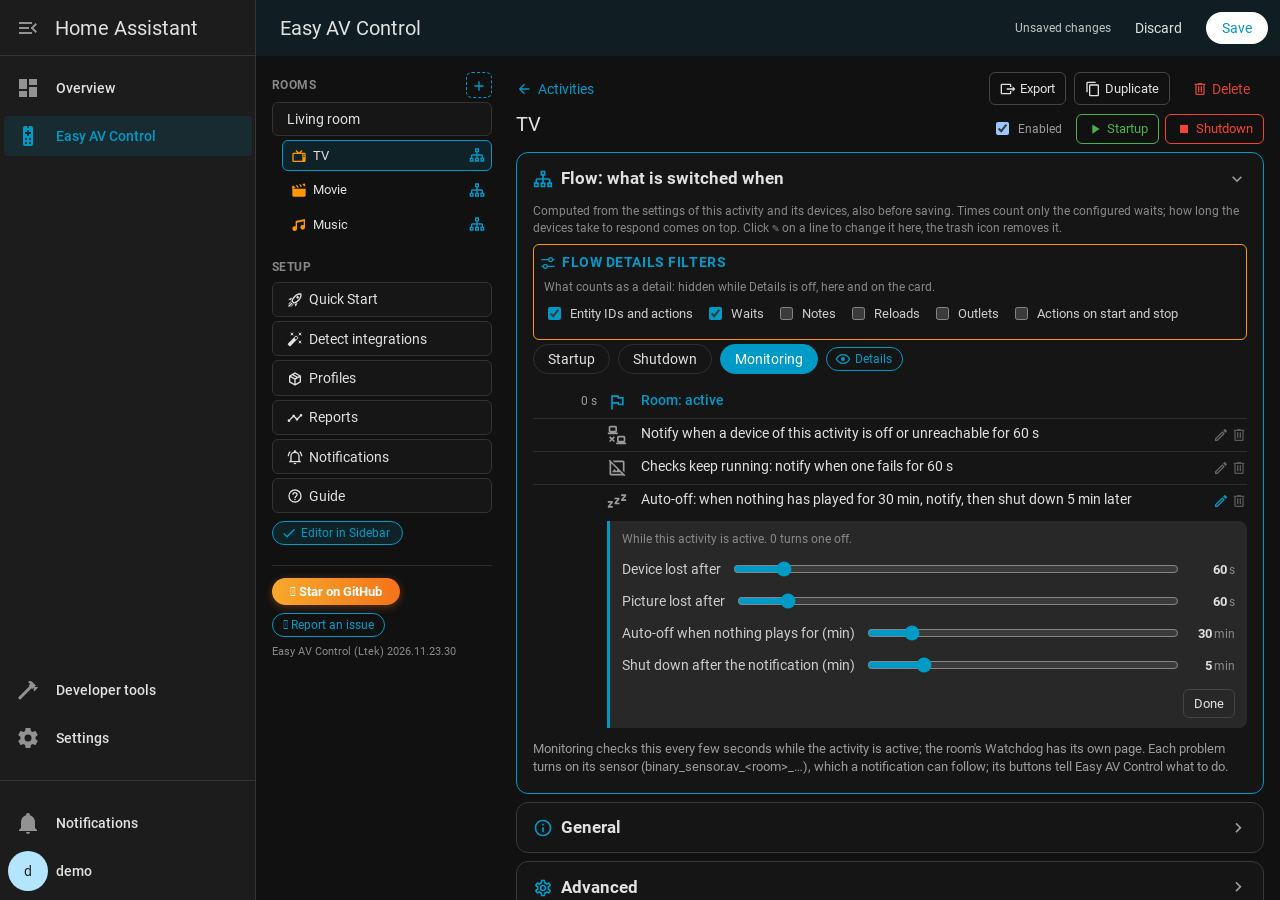 Home Assistant
Easy AV Control
Unsaved changes
Discard
Save
Overview
Easy AV Control
Developer tools
Settings
Notifications
d
demo
ROOMS
Living room
TV
Movie
Music
SETUP
Quick Start
Detect integrations
Profiles
Reports
Notifications
Guide
Editor in Sidebar
Star on GitHub
Report an issue
Easy AV Control (Ltek) 2026.11.23.30
Activities
Export
Duplicate
Delete
TV
Enabled
Startup
Shutdown
Flow: what is switched when
Computed from the settings of this activity and its devices, also before saving. Times count only the configured waits; how long the
devices take to respond comes on top. Click ✎ on a line to change it here, the trash icon removes it.
FLOW DETAILS FILTERS
What counts as a detail: hidden while Details is off, here and on the card.
Entity IDs and actions
Waits
Notes
Reloads
Outlets
Actions on start and stop
Startup
Shutdown
Monitoring
Details
0 s
Room: active
Notify when a device of this activity is off or unreachable for 60 s
Checks keep running: notify when one fails for 60 s
Auto-off: when nothing has played for 30 min, notify, then shut down 5 min later
While this activity is active. 0 turns one off.
Device lost after
60 s
Picture lost after
60 s
Auto-off when nothing plays for (min)
30 min
Shut down after the notification (min)
5 min
Done
Monitoring checks this every few seconds while the activity is active; the room's Watchdog has its own page. Each problem
turns on its sensor (binary_sensor.av_<room>_…), which a notification can follow; its buttons tell Easy AV Control what to do.
General
Advanced